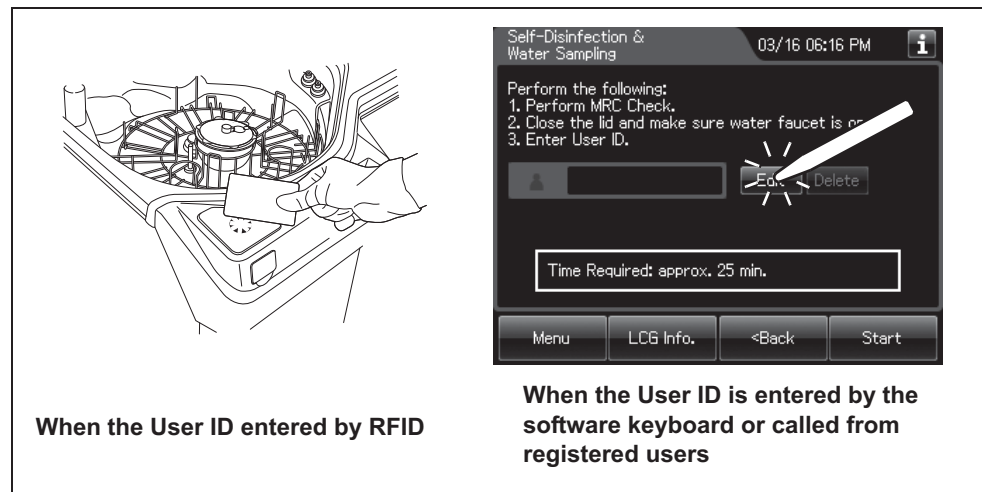 Self-Disinfection &
Water Sampling
03/16 06:16 PM
i
Perform the following:
1. Perform MRC Check.
2. Close the lid and make sure water faucet is
3. Enter User ID.
Delete
Time Required: approx. 25 min.
Menu
LCG Info.
<Back
Start
When the User ID entered by RFID
When the User ID is entered by the
software keyboard or called from
registered users